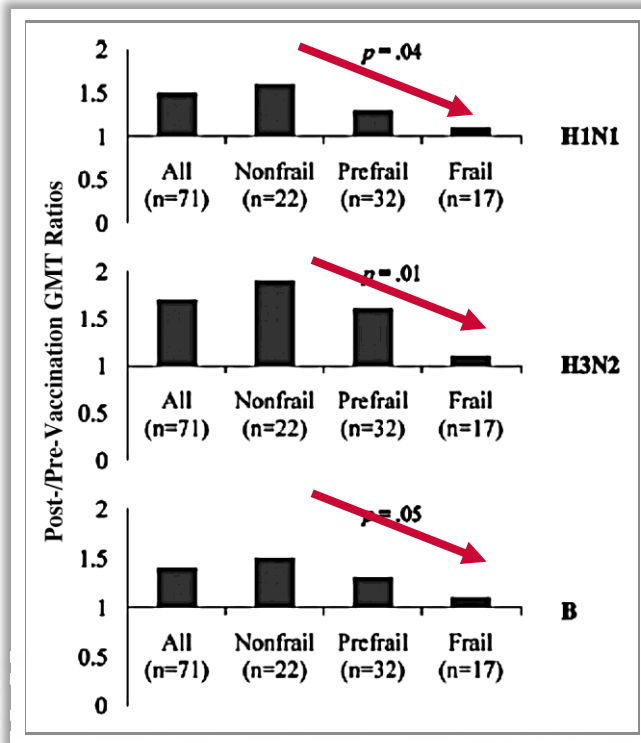 Post-/Pre-Vaccination GMT Ratios
2
p = .04
1.5
1
H1N1
All
Nonfrail
Prefrail
Frail
0.5
(n=71)
(n=22)
(n=32)
(n=17)
0
2
p = .01
1.5
1
H3N2
All
Nonfrail
Prefrail
Frail
0.5
(n=71)
(n=22)
(n=32)
(n=17)
0
2
p = .05
1.5
1
B
All
Nonfrail
Prefrail
Frail
0.5
(n=71)
(n=22)
(n=32)
(n=17)
0